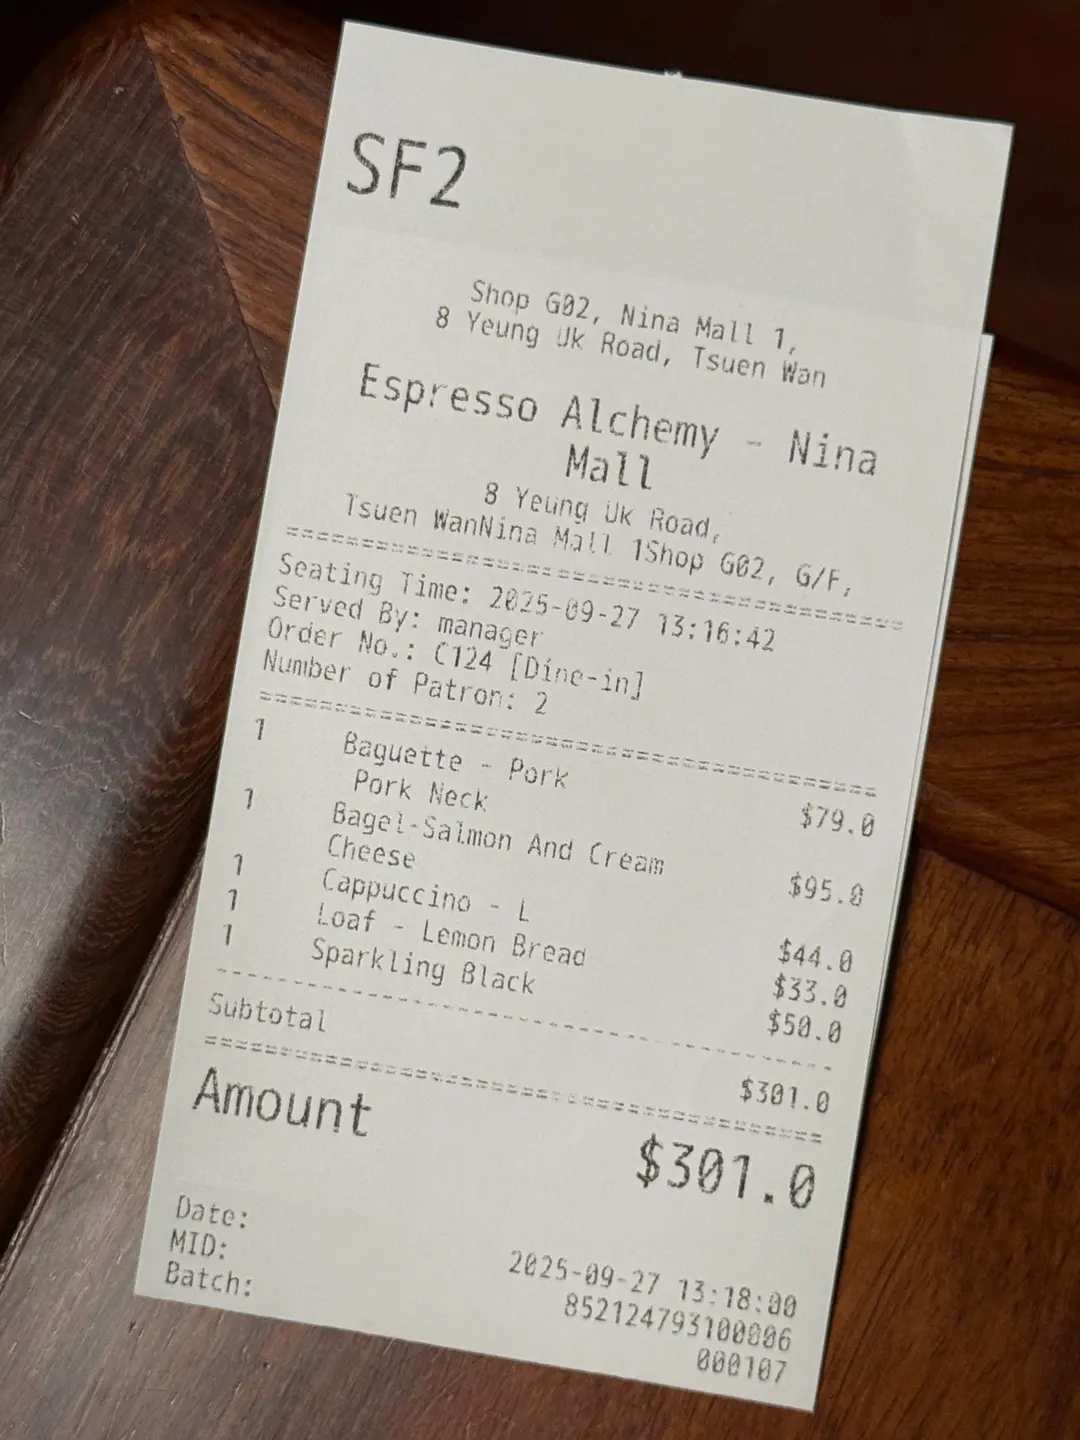 SF2
Shop G02, Nina Mall 1,
8 Yeung Uk Road, Tsuen Wan
Espresso Alchemy - Nina
Mall
8 Yeung Uk Road,
Tsuen WanNina Mall 1Shop G02, G/F,
Seating Time: 2025-09-27 13:16:42
Served By: manager
Order No.: C124 [Dine-in]
Number of Patron: 2
1 Baguette - Pork
Pork Neck $79.0
1 Bagel-Salmon And Cream
Cheese $95.0
1 Cappuccino - L $44.0
1 Loaf - Lemon Bread $33.0
1 Sparkling Black $50.0
Subtotal $301.0
Amount $301.0
Date: 2025-09-27 13:18:00
MID: 852124793100006
Batch: 000107